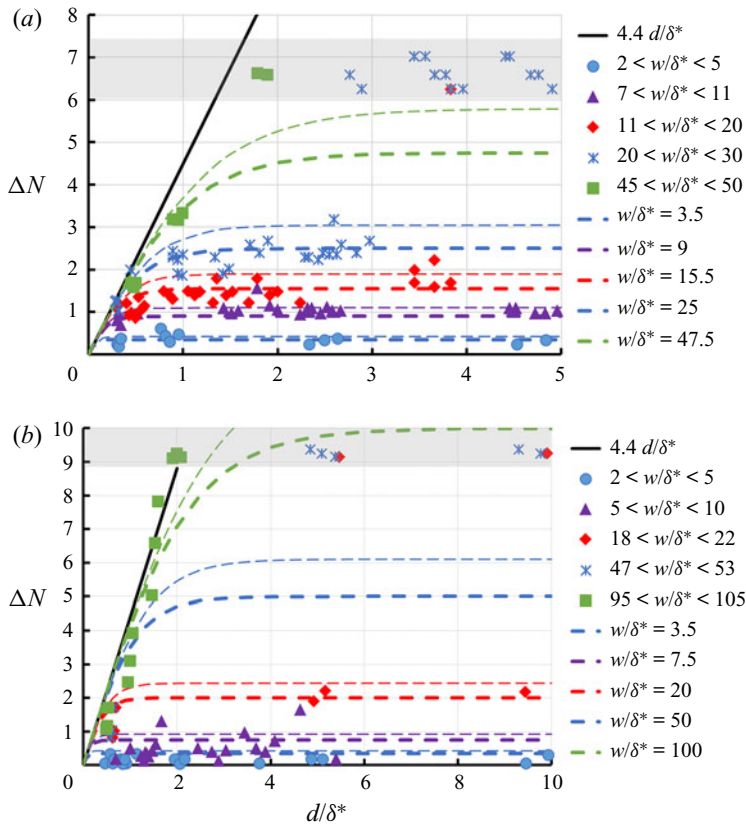 (a)
8
7
6
5
4
3
2
1
0
1
2
3
4
5
ΔN
4.4 d/δ*
2 < w/δ* < 5
7 < w/δ* < 11
11 < w/δ* < 20
20 < w/δ* < 30
45 < w/δ* < 50
w/δ* = 3.5
w/δ* = 9
w/δ* = 15.5
w/δ* = 25
w/δ* = 47.5
(b)
10
9
8
7
6
5
4
3
2
1
0
2
4
6
8
10
ΔN
d/δ*
4.4 d/δ*
2 < w/δ* < 5
5 < w/δ* < 10
18 < w/δ* < 22
47 < w/δ* < 53
95 < w/δ* < 105
w/δ* = 3.5
w/δ* = 7.5
w/δ* = 20
w/δ* = 50
w/δ* = 100